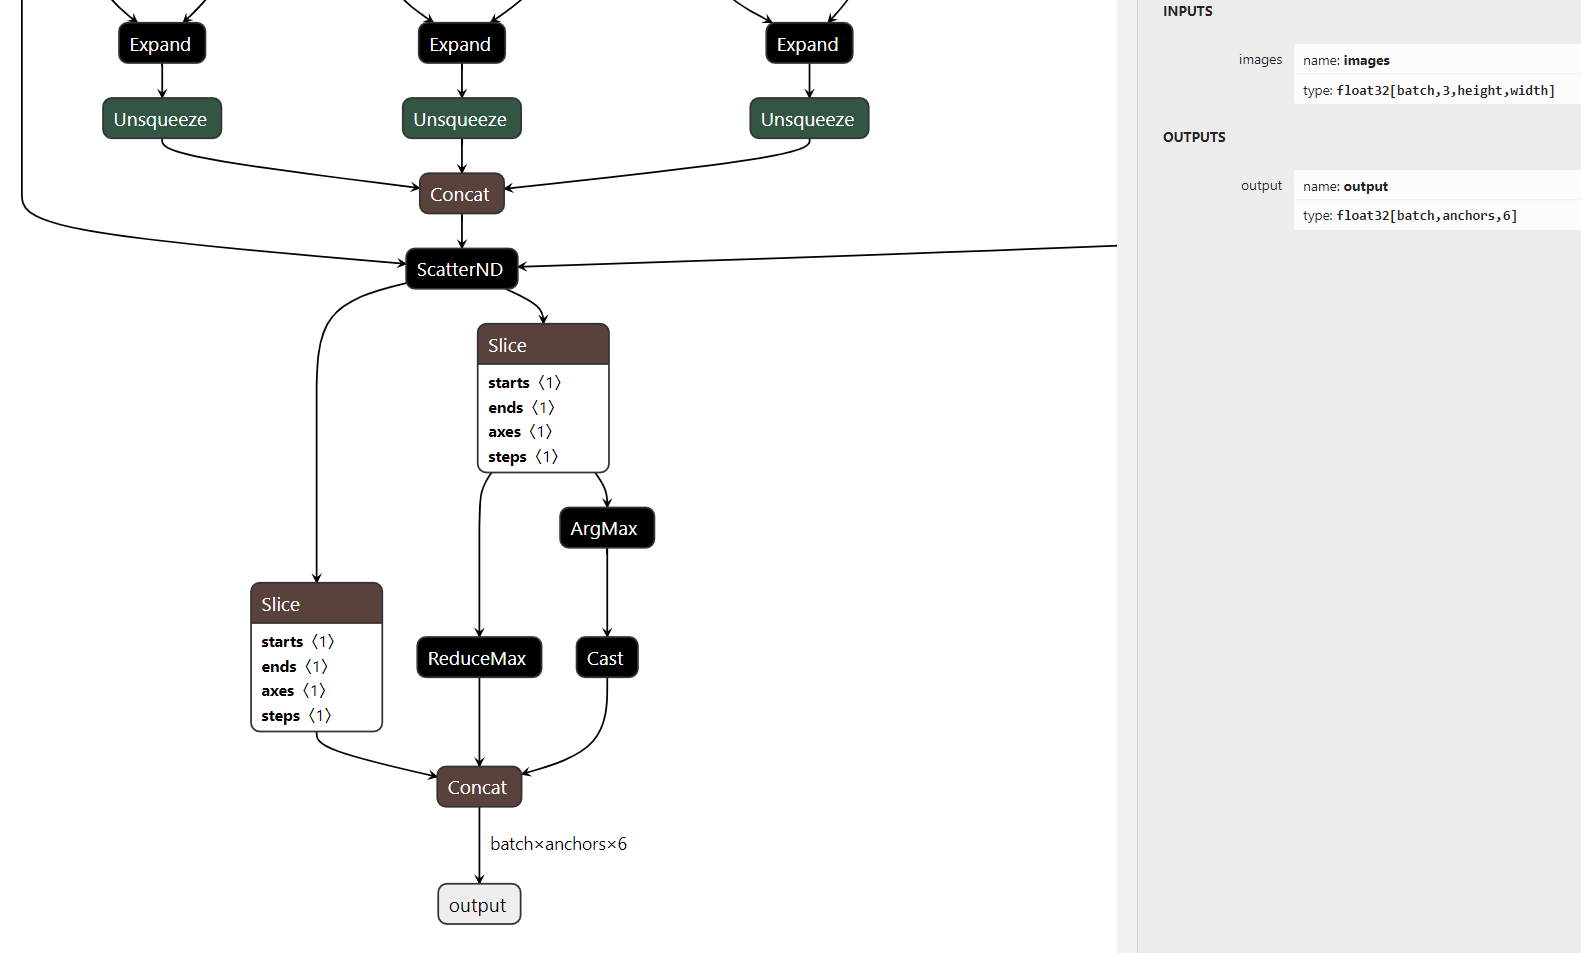 Expand
Expand
Expand
Unsqueeze
Unsqueeze
Unsqueeze
Concat
ScatterND
Slice
starts 〈1〉
ends 〈1〉
axes 〈1〉
steps 〈1〉
ArgMax
Slice
starts 〈1〉
ends 〈1〉
axes 〈1〉
steps 〈1〉
ReduceMax
Cast
Concat
batch×anchors×6
output
INPUTS
images
name: images
type: float32[batch,3,height,width]
OUTPUTS
output
name: output
type: float32[batch,anchors,6]